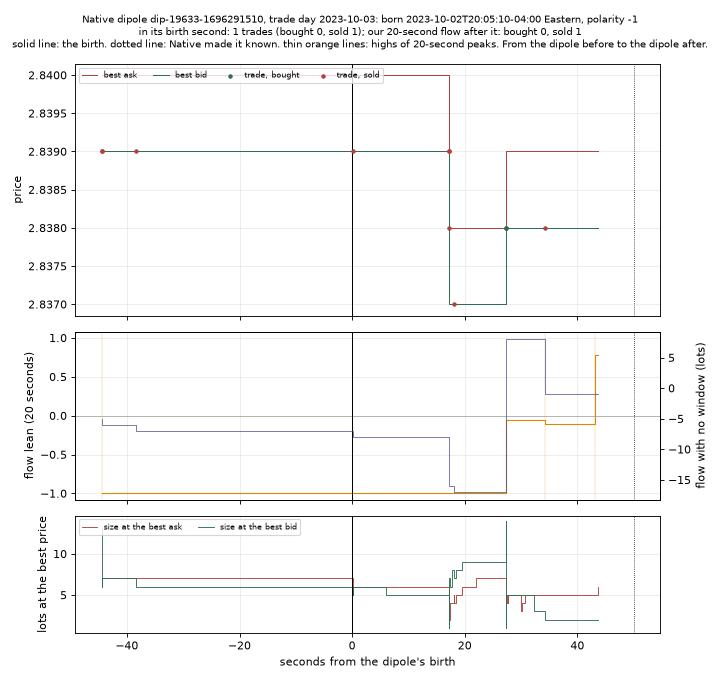 Native dipole dip-19633-1696291510, trade day 2023-10-03: born 2023-10-02T20:05:10-04:00 Eastern, polarity -1
in its birth second: 1 trades (bought 0, sold 1); our 20-second flow after it: bought 0, sold 1
solid line: the birth. dotted line: Native made it known. thin orange lines: highs of 20-second peaks. From the dipole before to the dipole after.
best ask
best bid
trade, bought
trade, sold
2.8400
2.8395
2.8390
2.8385
2.8380
2.8375
2.8370
price
1.0
0.5
0.0
−0.5
−1.0
flow lean (20 seconds)
5
0
−5
−10
−15
flow with no window (lots)
size at the best ask
size at the best bid
10
5
lots at the best price
−40
−20
0
20
40
seconds from the dipole's birth